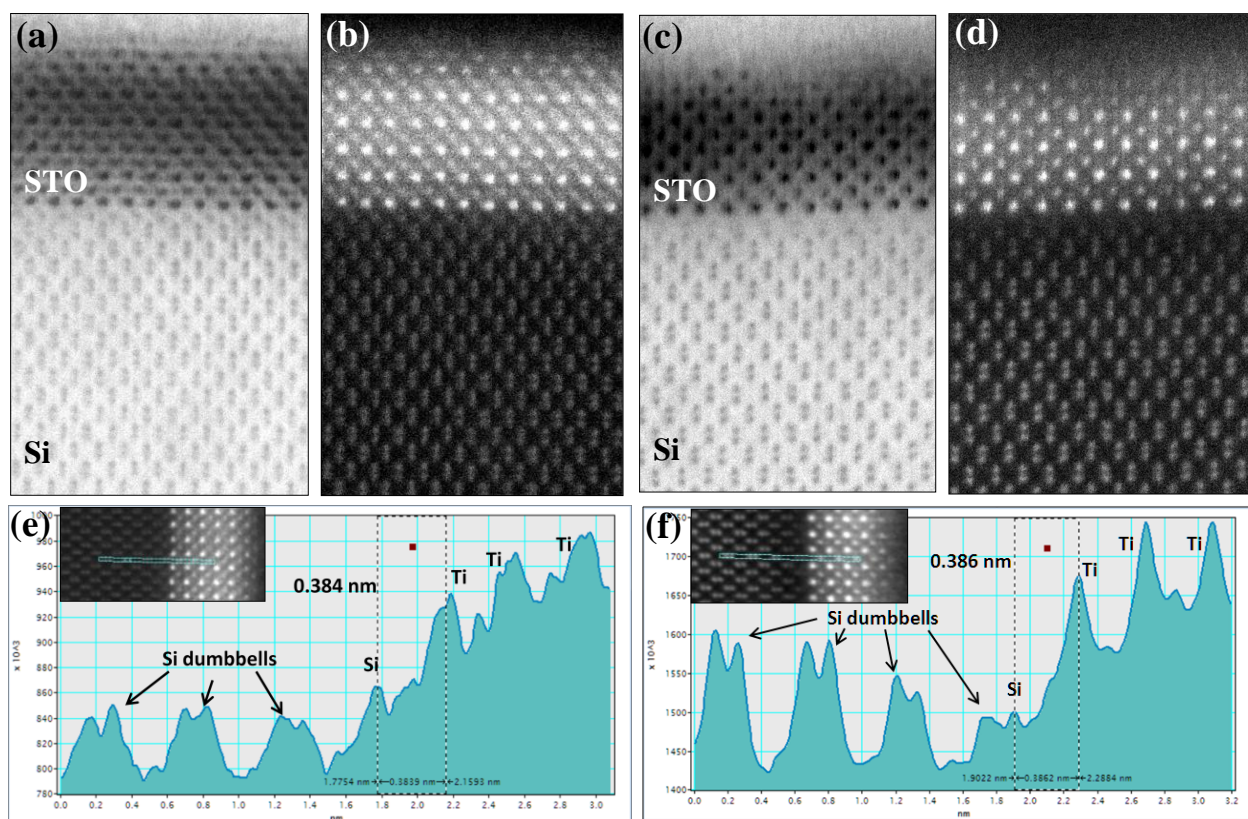 (a)
(b)
(c)
(d)
STO
STO
Si
Si
(e)
1000
980
960
940
920
900
880
860
840
820
800
780
x 10^3
0.384 nm
Ti
Ti
Ti
Si dumbbells
Si
1.7754 nm
0.3839 nm
2.1593 nm
0.0 0.2 0.4 0.6 0.8 1.0 1.2 1.4 1.6 1.8 2.0 2.2 2.4 2.6 2.8 3.0
nm
(f)
1750
1700
1650
1600
1550
1500
1450
1400
x 10^3
0.386 nm
Ti
Ti
Ti
Si dumbbells
Si
1.9022 nm
0.3862 nm
2.2884 nm
0.0 0.2 0.4 0.6 0.8 1.0 1.2 1.4 1.6 1.8 2.0 2.2 2.4 2.6 2.8 3.0 3.2
nm